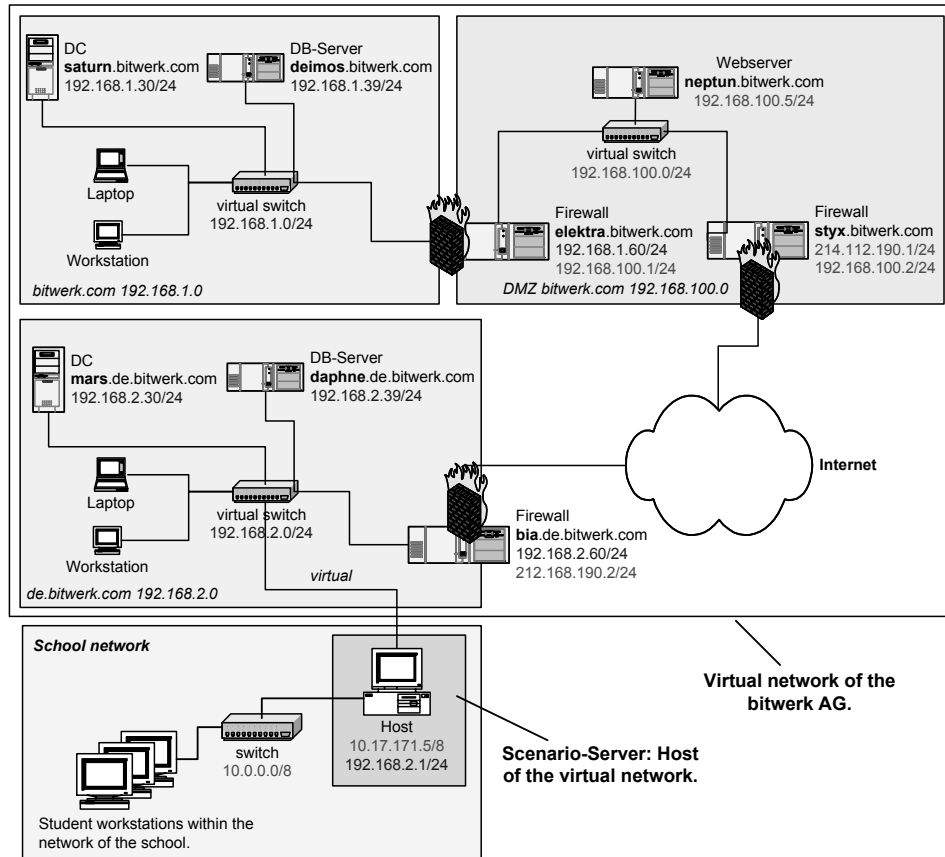 DC
saturn.bitwerk.com
192.168.1.30/24
DB-Server
deimos.bitwerk.com
192.168.1.39/24
Laptop
Workstation
virtual switch
192.168.1.0/24
bitwerk.com 192.168.1.0
Webserver
neptun.bitwerk.com
192.168.100.5/24
virtual switch
192.168.100.0/24
Firewall
elektra.bitwerk.com
192.168.1.60/24
192.168.100.1/24
Firewall
styx.bitwerk.com
214.112.190.1/24
192.168.100.2/24
DMZ bitwerk.com 192.168.100.0
DC
mars.de.bitwerk.com
192.168.2.30/24
DB-Server
daphne.de.bitwerk.com
192.168.2.39/24
Laptop
Workstation
virtual switch
192.168.2.0/24
virtual
de.bitwerk.com 192.168.2.0
Firewall
bia.de.bitwerk.com
192.168.2.60/24
212.168.190.2/24
Internet
School network
Host
10.17.171.5/8
192.168.2.1/24
switch
10.0.0.0/8
Student workstations within the
network of the school.
Virtual network of the
bitwerk AG.
Scenario-Server: Host
of the virtual network.